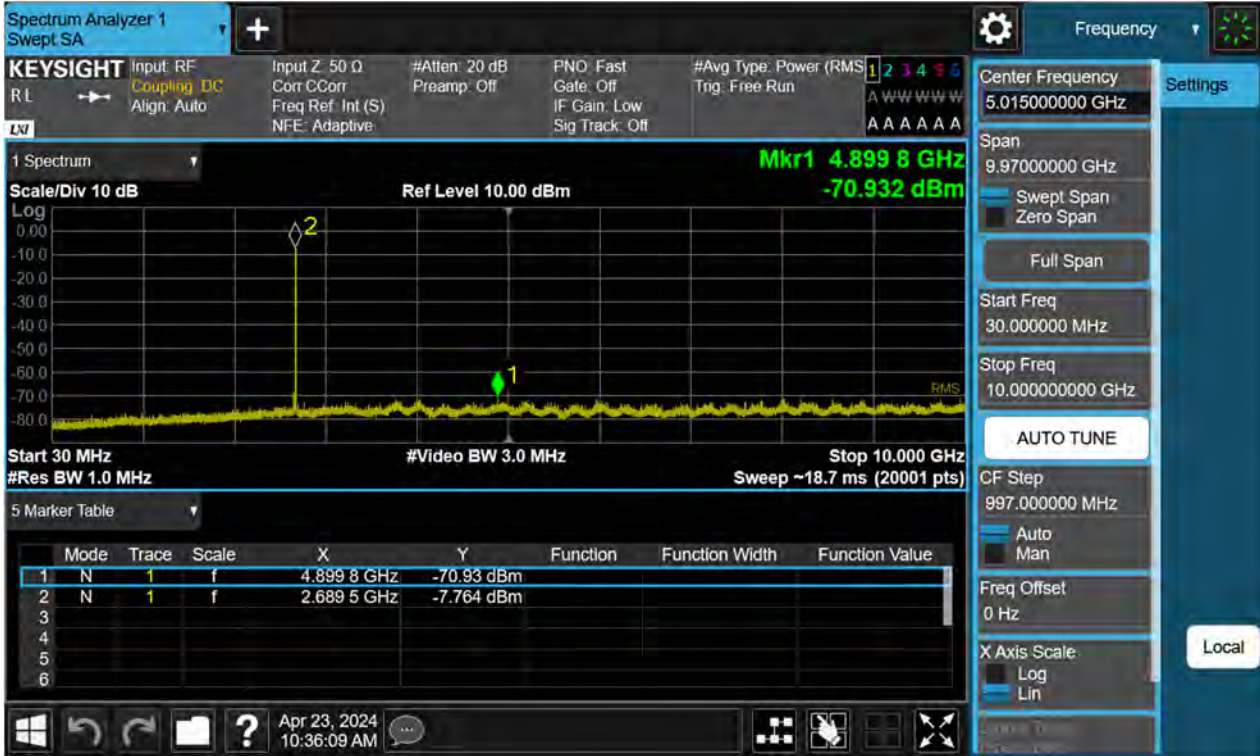 Spectrum Analyzer 1
Swept SA
+
Frequency
KEYSIGHT
RL
LXI
Input: RF
Coupling: DC
Align: Auto
Input Z: 50 Ω
Corr CCorr
Freq Ref: Int (S)
NFE: Adaptive
#Atten: 20 dB
Preamp: Off
PNO: Fast
Gate: Off
IF Gain: Low
Sig Track: Off
#Avg Type: Power (RMS
Trig: Free Run
1 2 3 4 5 6
A W W W W W
A A A A A A
1 Spectrum
Scale/Div 10 dB
Ref Level 10.00 dBm
Mkr1 4.899 8 GHz
-70.932 dBm
Log
0.00
-10.0
-20.0
-30.0
-40.0
-50.0
-60.0
-70.0
-80.0
2
1
RMS
Start 30 MHz
#Video BW 3.0 MHz
Stop 10.000 GHz
#Res BW 1.0 MHz
Sweep ~18.7 ms (20001 pts)
5 Marker Table
Mode Trace Scale X Y Function Function Width Function Value
1 N 1 f 4.899 8 GHz -70.93 dBm
2 N 1 f 2.689 5 GHz -7.764 dBm
3
4
5
6
Center Frequency
5.015000000 GHz
Settings
Span
9.97000000 GHz
Swept Span
Zero Span
Full Span
Start Freq
30.000000 MHz
Stop Freq
10.000000000 GHz
AUTO TUNE
CF Step
997.000000 MHz
Auto
Man
Freq Offset
0 Hz
X Axis Scale
Log
Lin
Local
?
Apr 23, 2024
10:36:09 AM